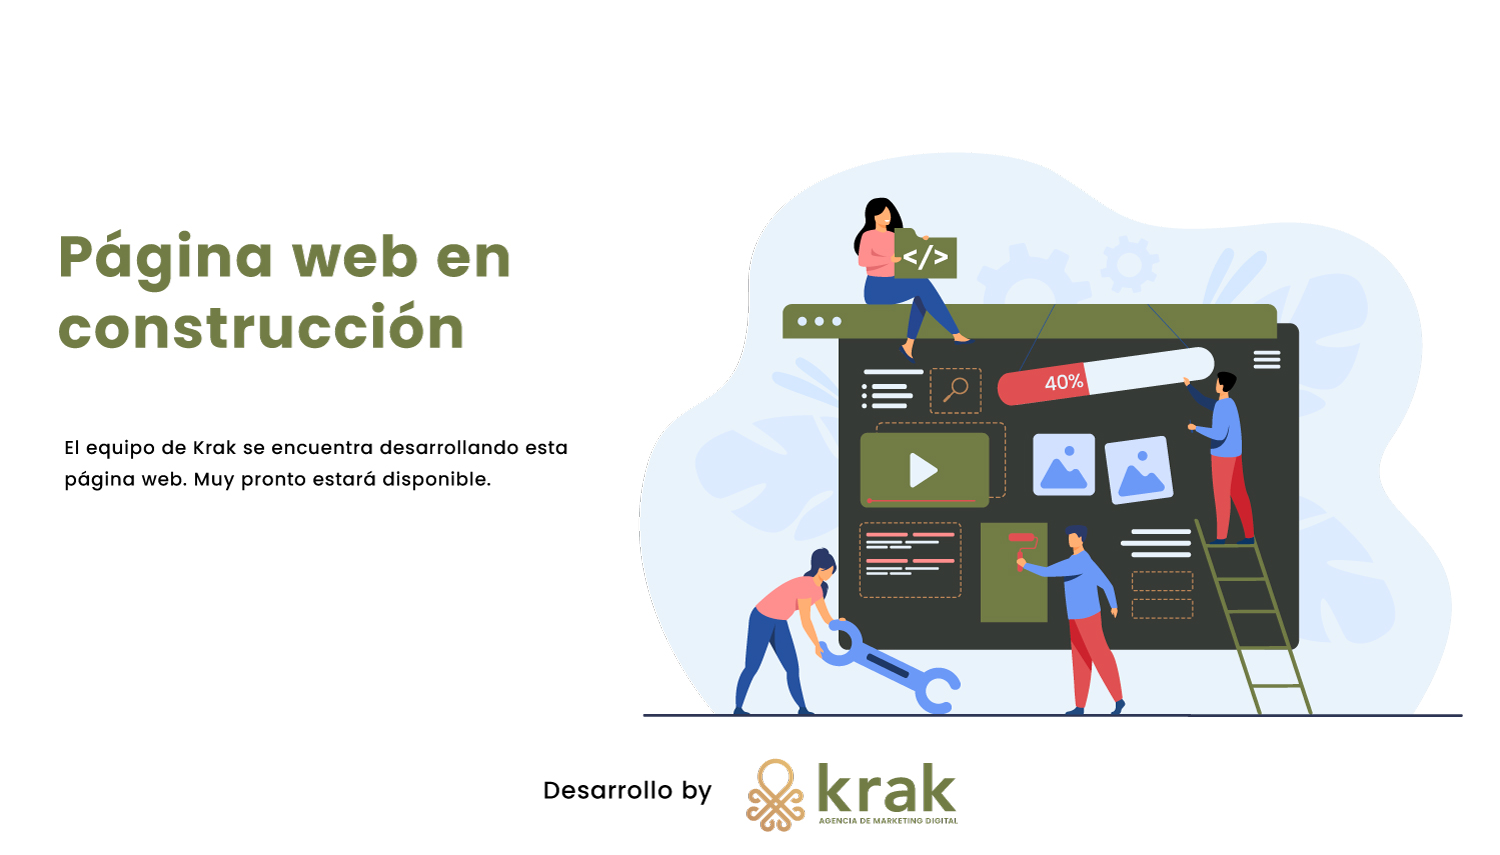 Página web en
construcción
El equipo de Krak se encuentra desarrollando esta
página web. Muy pronto estará disponible.
</>
40%
Desarrollo by
krak
AGENCIA DE MARKETING DIGITAL